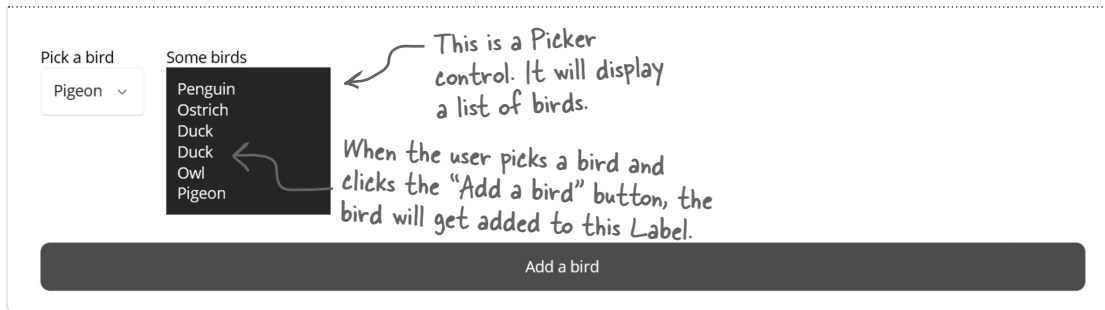 Pick a bird
Pigeon
Some birds
Penguin
Ostrich
Duck
Duck
Owl
Pigeon
This is a Picker
control. It will display
a list of birds.
When the user picks a bird and
clicks the “Add a bird” button, the
bird will get added to this Label.
Add a bird